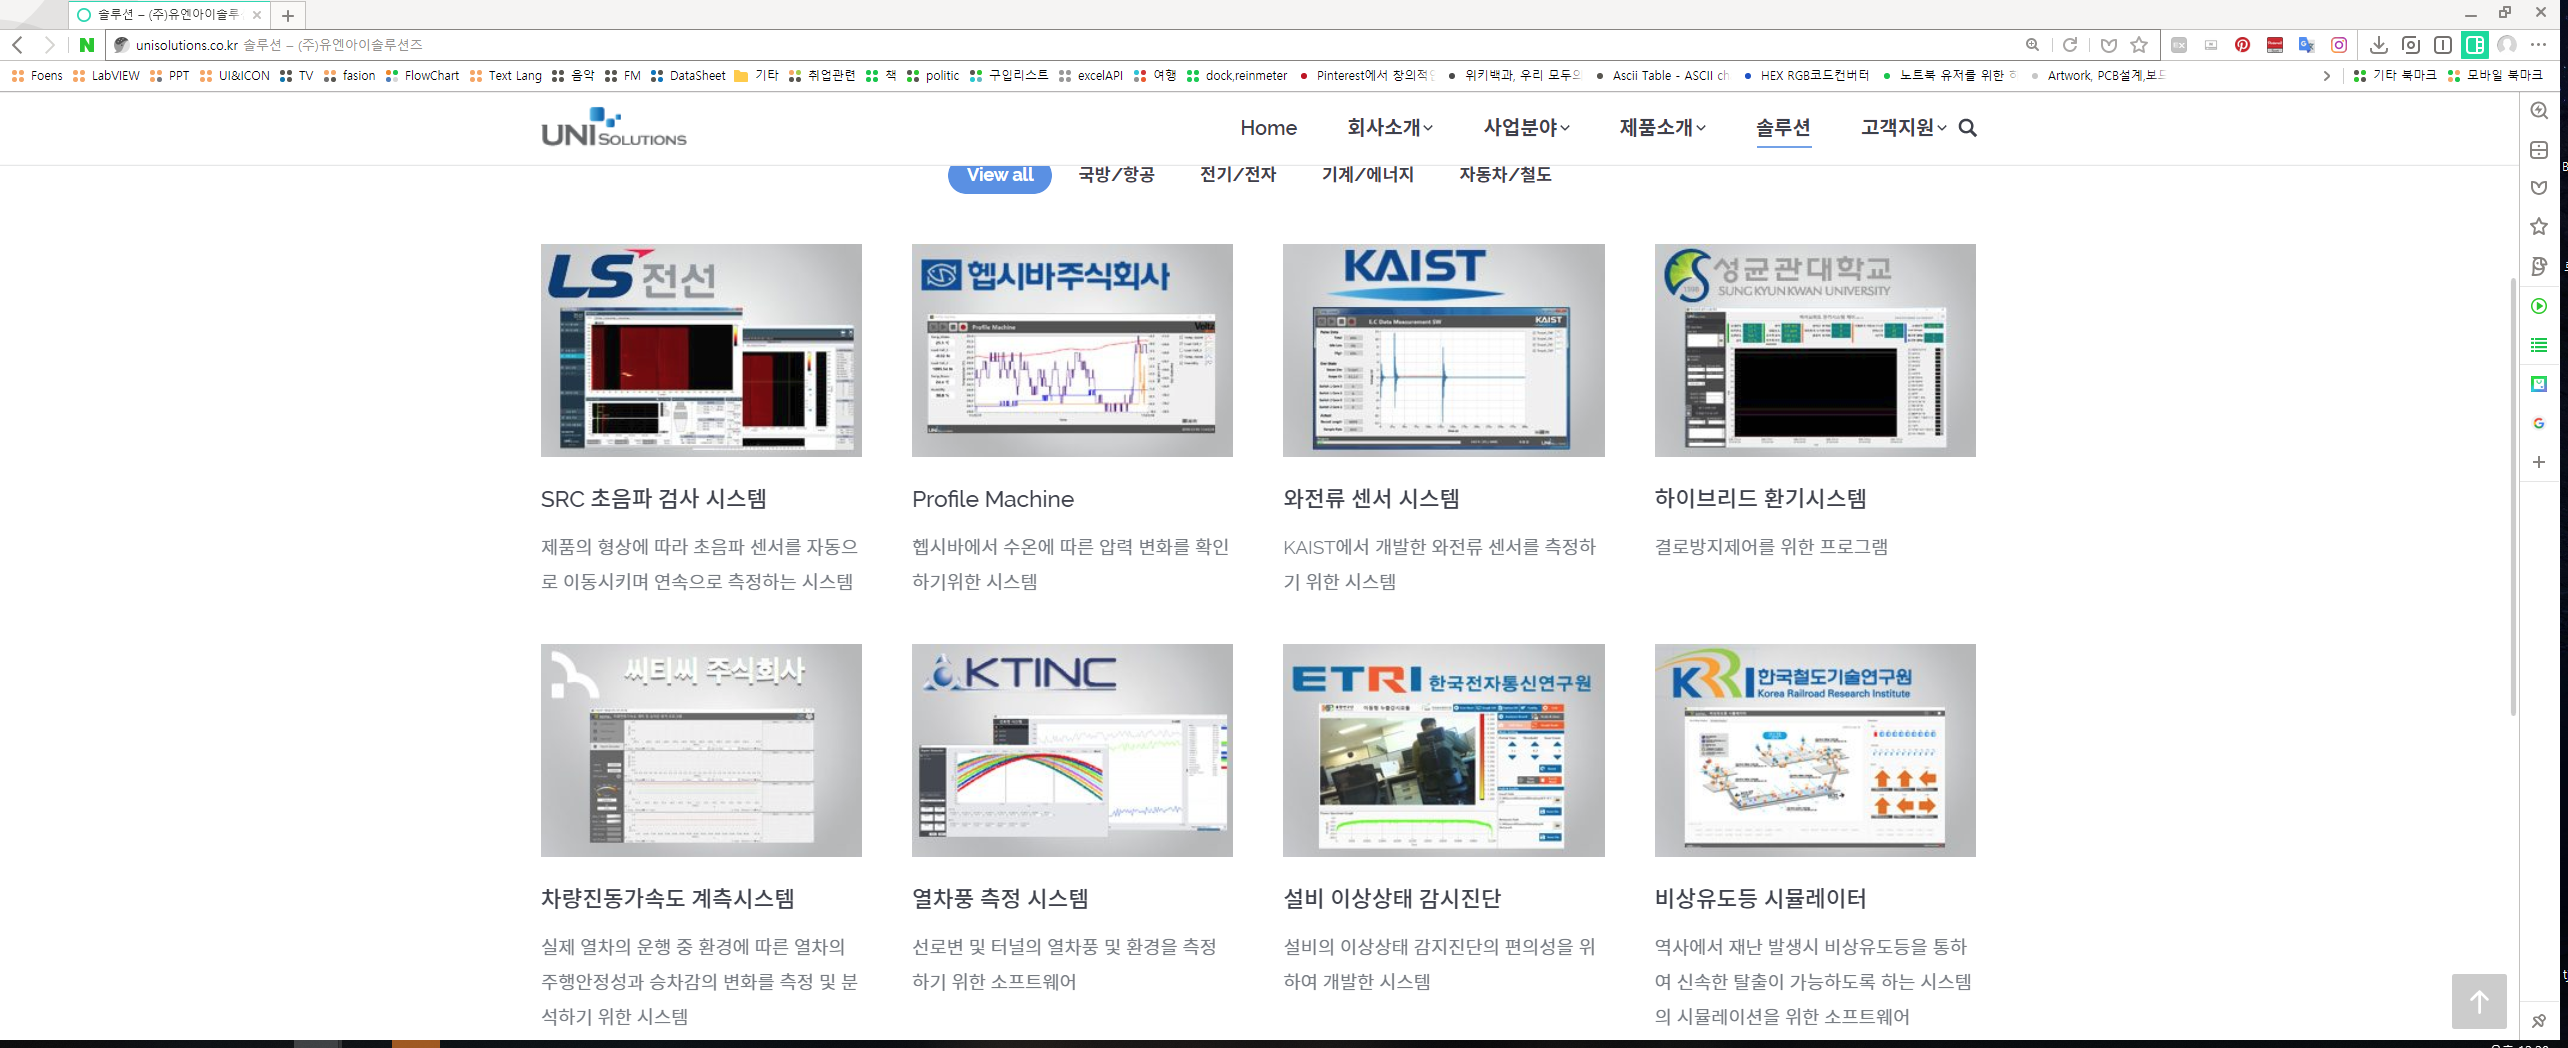 솔루션 – (주)유엔아이솔루
unisolutions.co.kr 솔루션 – (주)유엔아이솔루션즈
Foens LabVIEW PPT UI&ICON TV fasion FlowChart Text Lang 음악 FM DataSheet 기타 취업관련 책 politic 구입리스트 excelAPI 여행 dock,reinmeter Pinterest에서 창의적 위키백과, 우리 모두의 Ascii Table - ASCII ch HEX RGB코드컨버터 노트북 유저를 위한 Artwork, PCB설계,보드 기타 북마크 모바일 북마크
UNI SOLUTIONS
Home 회사소개 사업분야 제품소개 솔루션 고객지원
View all 국방/항공 전기/전자 기계/에너지 자동차/철도
LS전선
헵시바주식회사
Profile Machine
KAIST
E.C Data Measurement SW
KAIST
성균관대학교
SUNG KYUN KWAN UNIVERSITY
SRC 초음파 검사 시스템
제품의 형상에 따라 초음파 센서를 자동으
로 이동시키며 연속으로 측정하는 시스템
Profile Machine
헵시바에서 수온에 따른 압력 변화를 확인
하기위한 시스템
와전류 센서 시스템
KAIST에서 개발한 와전류 센서를 측정하
기 위한 시스템
하이브리드 환기시스템
결로방지제어를 위한 프로그램
씨티씨 주식회사
KTINC
ETRI 한국전자통신연구원
KRRI 한국철도기술연구원
Korea Railroad Research Institute
차량진동가속도 계측시스템
실제 열차의 운행 중 환경에 따른 열차의
주행안정성과 승차감의 변화를 측정 및 분
석하기 위한 시스템
열차풍 측정 시스템
선로변 및 터널의 열차풍 및 환경을 측정
하기 위한 소프트웨어
설비 이상상태 감시진단
설비의 이상상태 감지진단의 편의성을 위
하여 개발한 시스템
비상유도등 시뮬레이터
역사에서 재난 발생시 비상유도등을 통하
여 신속한 탈출이 가능하도록 하는 시스템
의 시뮬레이션을 위한 소프트웨어